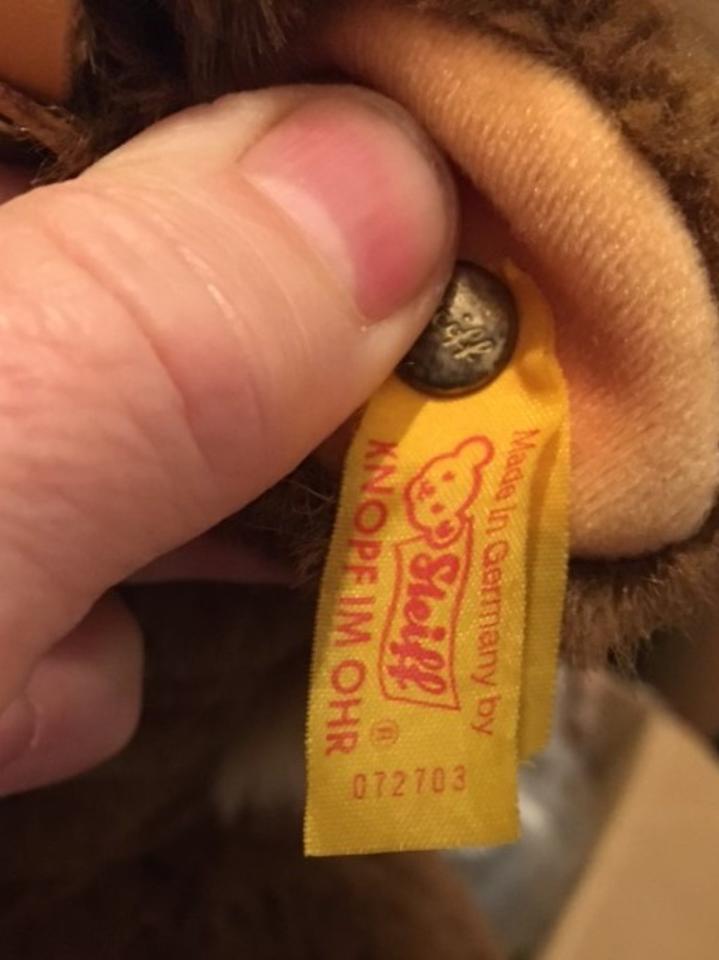 Made in Germany by
Steiff
KNOPF IM OHR
®
072703